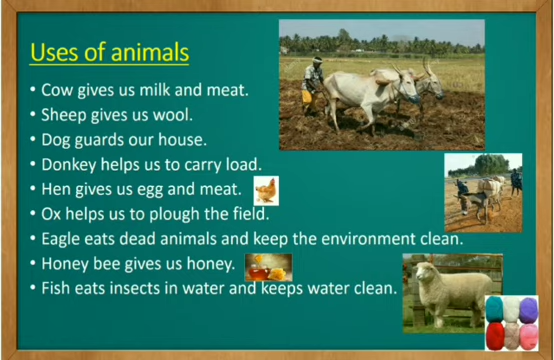 Uses of animals
• Cow gives us milk and meat.
• Sheep gives us wool.
• Dog guards our house.
• Donkey helps us to carry load.
• Hen gives us egg and meat.
• Ox helps us to plough the field.
• Eagle eats dead animals and keep the environment clean.
• Honey bee gives us honey.
• Fish eats insects in water and keeps water clean.